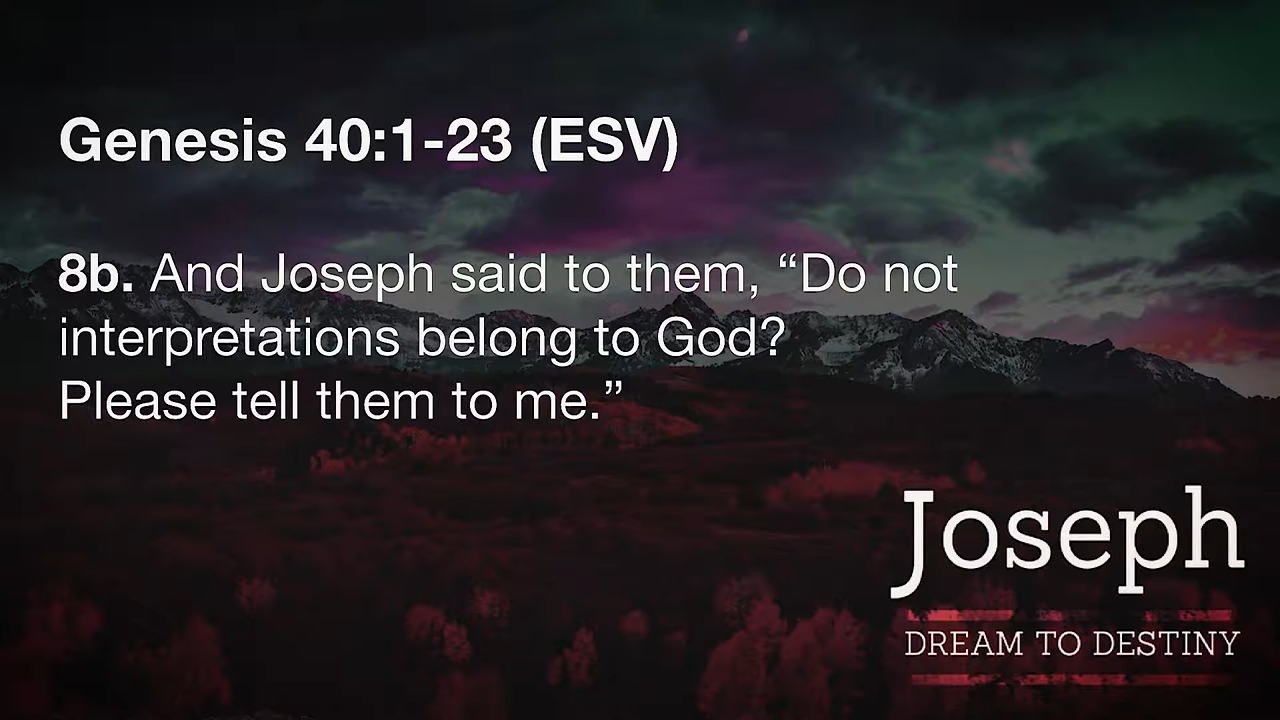 Genesis 40:1-23 (ESV)
8b. And Joseph said to them, “Do not
interpretations belong to God?
Please tell them to me.”
Joseph
DREAM TO DESTINY